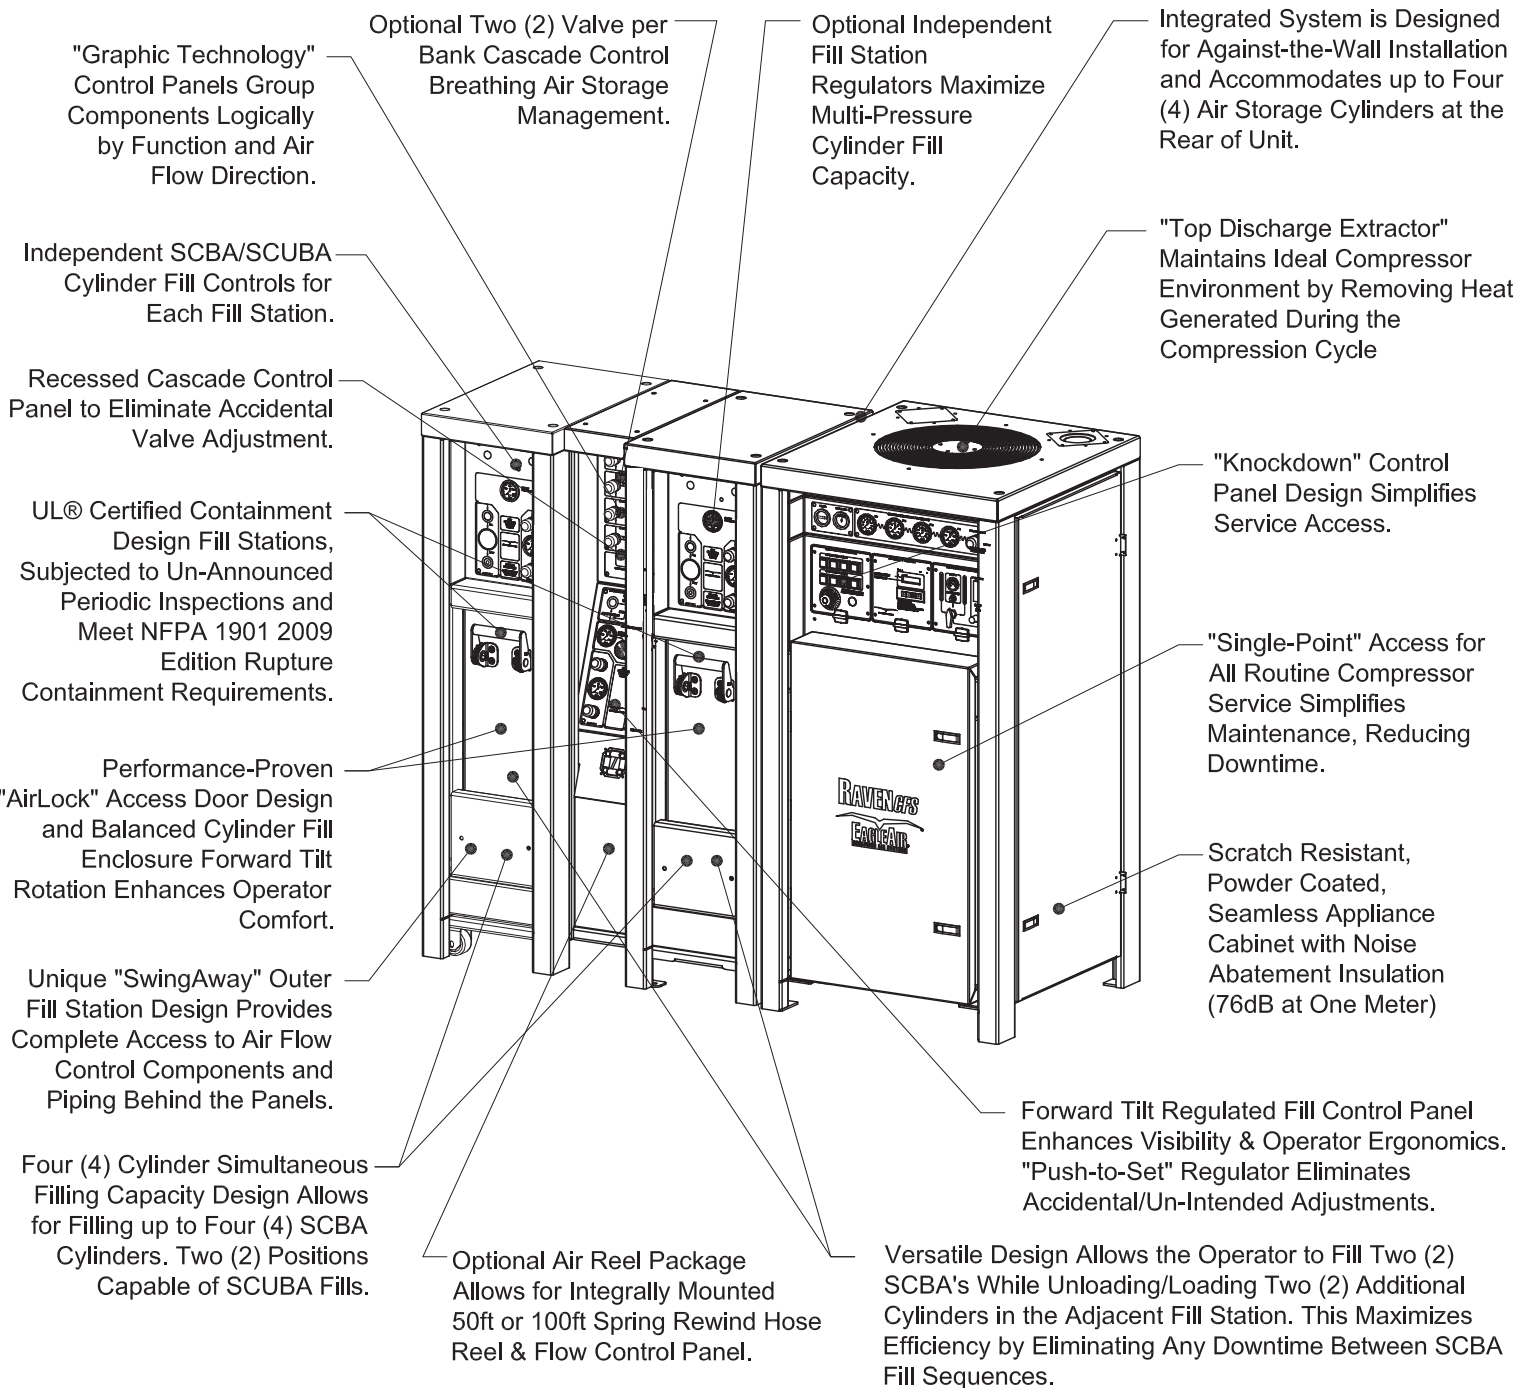 "Graphic Technology"
Control Panels Group
Components Logically
by Function and Air
Flow Direction.
Optional Two (2) Valve per
Bank Cascade Control
Breathing Air Storage
Management.
Optional Independent
Fill Station
Regulators Maximize
Multi-Pressure
Cylinder Fill
Capacity.
Integrated System is Designed
for Against-the-Wall Installation
and Accommodates up to Four
(4) Air Storage Cylinders at the
Rear of Unit.
Independent SCBA/SCUBA
Cylinder Fill Controls for
Each Fill Station.
"Top Discharge Extractor"
Maintains Ideal Compressor
Environment by Removing Heat
Generated During the
Compression Cycle
Recessed Cascade Control
Panel to Eliminate Accidental
Valve Adjustment.
"Knockdown" Control
Panel Design Simplifies
Service Access.
UL® Certified Containment
Design Fill Stations,
Subjected to Un-Announced
Periodic Inspections and
Meet NFPA 1901 2009
Edition Rupture
Containment Requirements.
"Single-Point" Access for
All Routine Compressor
Service Simplifies
Maintenance, Reducing
Downtime.
Performance-Proven
"AirLock" Access Door Design
and Balanced Cylinder Fill
Enclosure Forward Tilt
Rotation Enhances Operator
Comfort.
RAVEN CFS
EAGLEAIR
Scratch Resistant,
Powder Coated,
Seamless Appliance
Cabinet with Noise
Abatement Insulation
(76dB at One Meter)
Unique "SwingAway" Outer
Fill Station Design Provides
Complete Access to Air Flow
Control Components and
Piping Behind the Panels.
Forward Tilt Regulated Fill Control Panel
Enhances Visibility & Operator Ergonomics.
"Push-to-Set" Regulator Eliminates
Accidental/Un-Intended Adjustments.
Four (4) Cylinder Simultaneous
Filling Capacity Design Allows
for Filling up to Four (4) SCBA
Cylinders. Two (2) Positions
Capable of SCUBA Fills.
Optional Air Reel Package
Allows for Integrally Mounted
50ft or 100ft Spring Rewind Hose
Reel & Flow Control Panel.
Versatile Design Allows the Operator to Fill Two (2)
SCBA's While Unloading/Loading Two (2) Additional
Cylinders in the Adjacent Fill Station. This Maximizes
Efficiency by Eliminating Any Downtime Between SCBA
Fill Sequences.